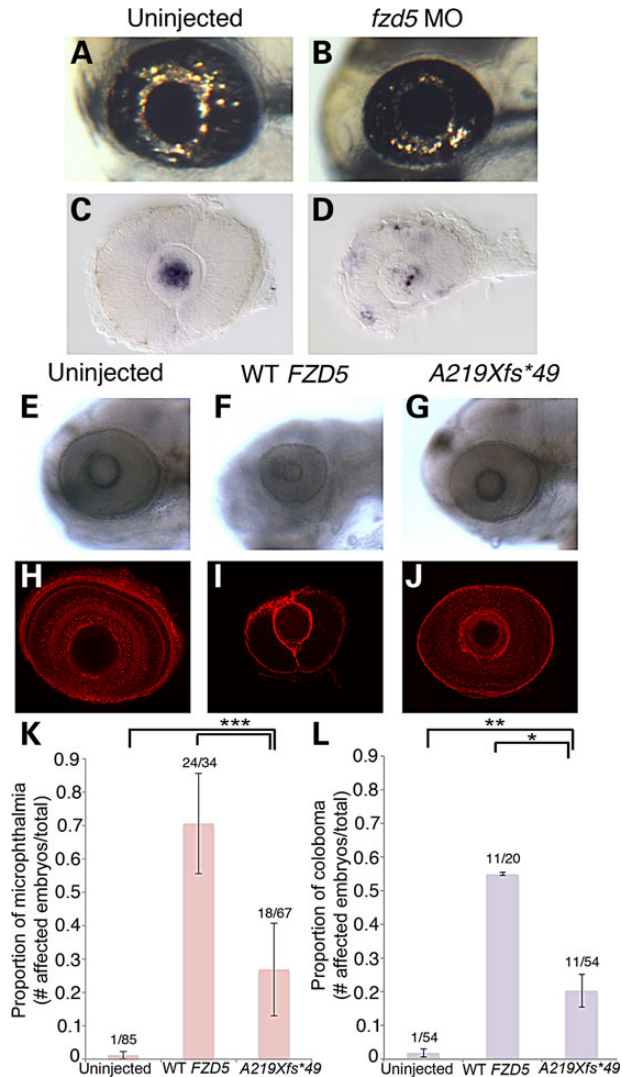 Uninjected fzd5 MO
A B
C D
Uninjected WT FZD5 A219Xfs*49
E F G
H I J
K *** L **
*
0.9
0.8
0.7
0.6
0.5
0.4
0.3
0.2
0.1
0
Proportion of microphthalmia
(# affected embryos/total)
1/85
24/34
18/67
Uninjected WT FZD5 A219Xfs*49
0.9
0.8
0.7
0.6
0.5
0.4
0.3
0.2
0.1
0
Proportion of coloboma
(# affected embryos/total)
1/54
11/20
11/54
Uninjected WT FZD5 A219Xfs*49